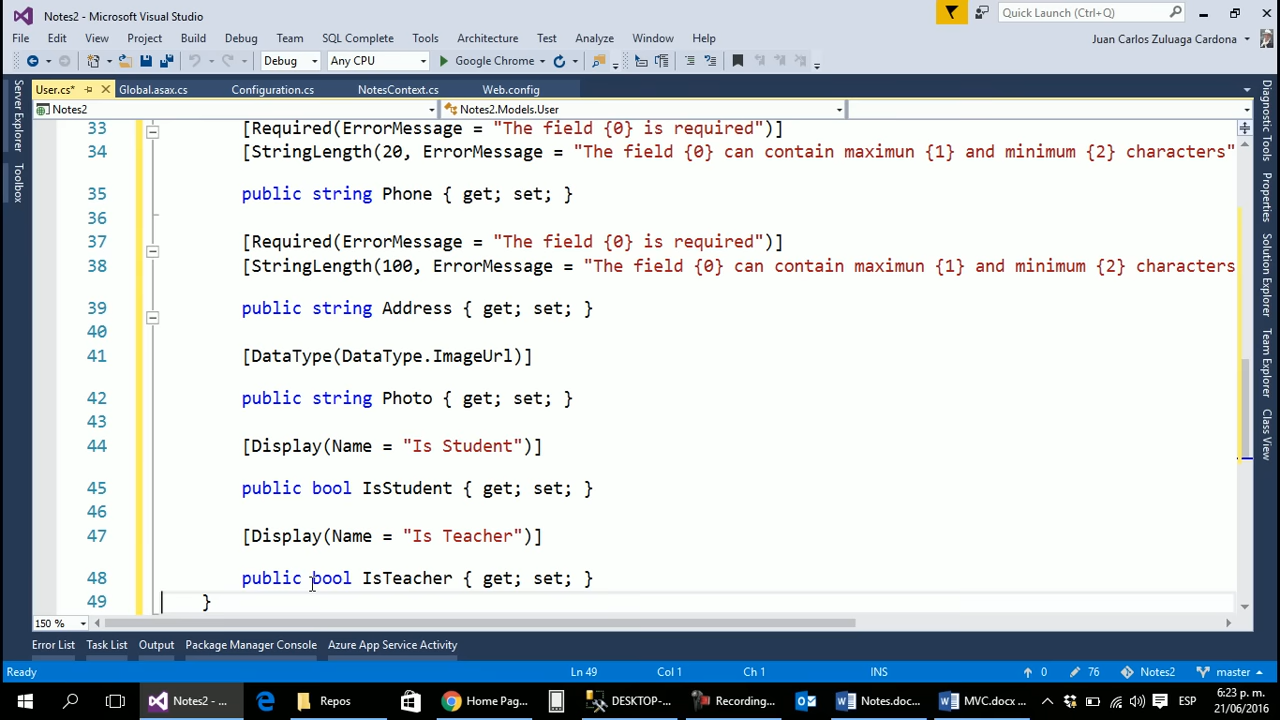 Notes2 - Microsoft Visual Studio
Quick Launch (Ctrl+Q)
File Edit View Project Build Debug Team SQL Complete Tools Architecture Test Analyze Window Help
Juan Carlos Zuluaga Cardona
Debug Any CPU Google Chrome
User.cs* Global.asax.cs Configuration.cs NotesContext.cs Web.config
Notes2 Notes2.Models.User
Server Explorer
Toolbox
33 [Required(ErrorMessage = "The field {0} is required")]
34 [StringLength(20, ErrorMessage = "The field {0} can contain maximun {1} and minimum {2} characters"
35 public string Phone { get; set; }
36
37 [Required(ErrorMessage = "The field {0} is required")]
38 [StringLength(100, ErrorMessage = "The field {0} can contain maximun {1} and minimum {2} characters
39 public string Address { get; set; }
40
41 [DataType(DataType.ImageUrl)]
42 public string Photo { get; set; }
43
44 [Display(Name = "Is Student")]
45 public bool IsStudent { get; set; }
46
47 [Display(Name = "Is Teacher")]
48 public bool IsTeacher { get; set; }
49 }
Diagnostic Tools
Properties
Solution Explorer
Team Explorer
Class View
150 %
Error List Task List Output Package Manager Console Azure App Service Activity
Ready Ln 49 Col 1 Ch 1 INS 0 76 Notes2 master
Notes2 - ... Repos Home Pag... DESKTOP-... Recording... Notes.doc... MVC.docx ... ESP
6:23 p. m.
21/06/2016